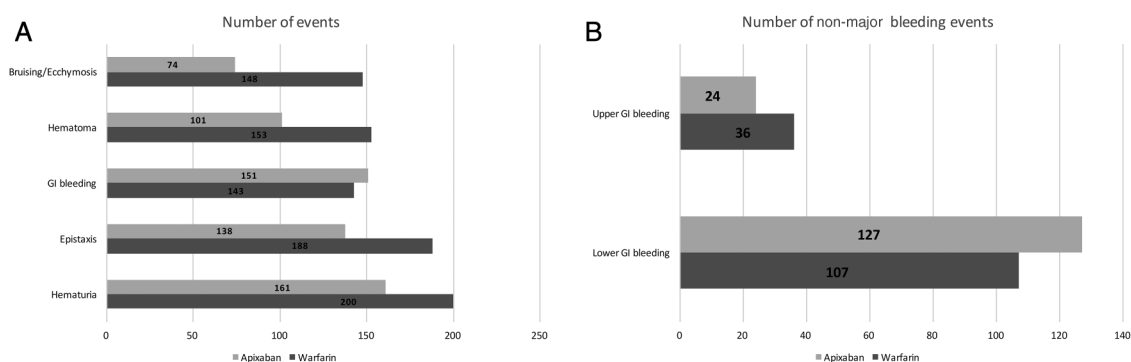 A
Number of events
Bruising/Ecchymosis
74
148
Hematoma
101
153
GI bleeding
151
143
Epistaxis
138
188
Hematuria
161
200
0 50 100 150 200 250
Apixaban Warfarin
B
Number of non-major bleeding events
Upper GI bleeding
24
36
Lower GI bleeding
127
107
0 20 40 60 80 100 120 140
Apixaban Warfarin